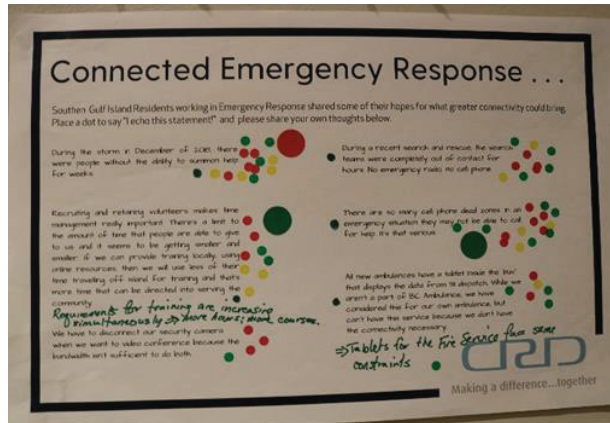 Connected Emergency Response . . .
Southen Gulf Island Residents working in Emergency Response shared some of their hopes for what greater connectivity could bring.
Place a dot to say "I echo this statement!" and please share your own thoughts below.
During the storm in December of 2018, there
were people without the ability to summon help
for weeks.
Recruiting and retaining volunteers makes time
management really important. There's a limit to
the amount of time that people are able to give
to us and it seems to be getting smaller and
smaller. If we can provide training locally, using
online resources, then we will use less of their
time traveling off island for training and that's
more time that can be directed into serving the
community.
Requirements for training are increasing
simultaneously => more hours; more courses.
We have to disconnect our security camera
when we want to video conference because the
bandwidth isn't sufficient to do both.
During a recent search and rescue, the search
teams were completely out of contact for
hours. No emergency radio, no cell phone.
There are so many cell phone dead zones. In an
emergency situation they may not be able to call
for help. It's that serious.
All new ambulances have a tablet inside the 'bus'
that displays the data from 911 dispatch. While we
aren't a part of BC Ambulance, we have
considered this for our own ambulance, but
can't have this service because we don't have
the connectivity necessary.
=> Tablets for the Fire Service face same
constraints
CRD
Making a difference...together